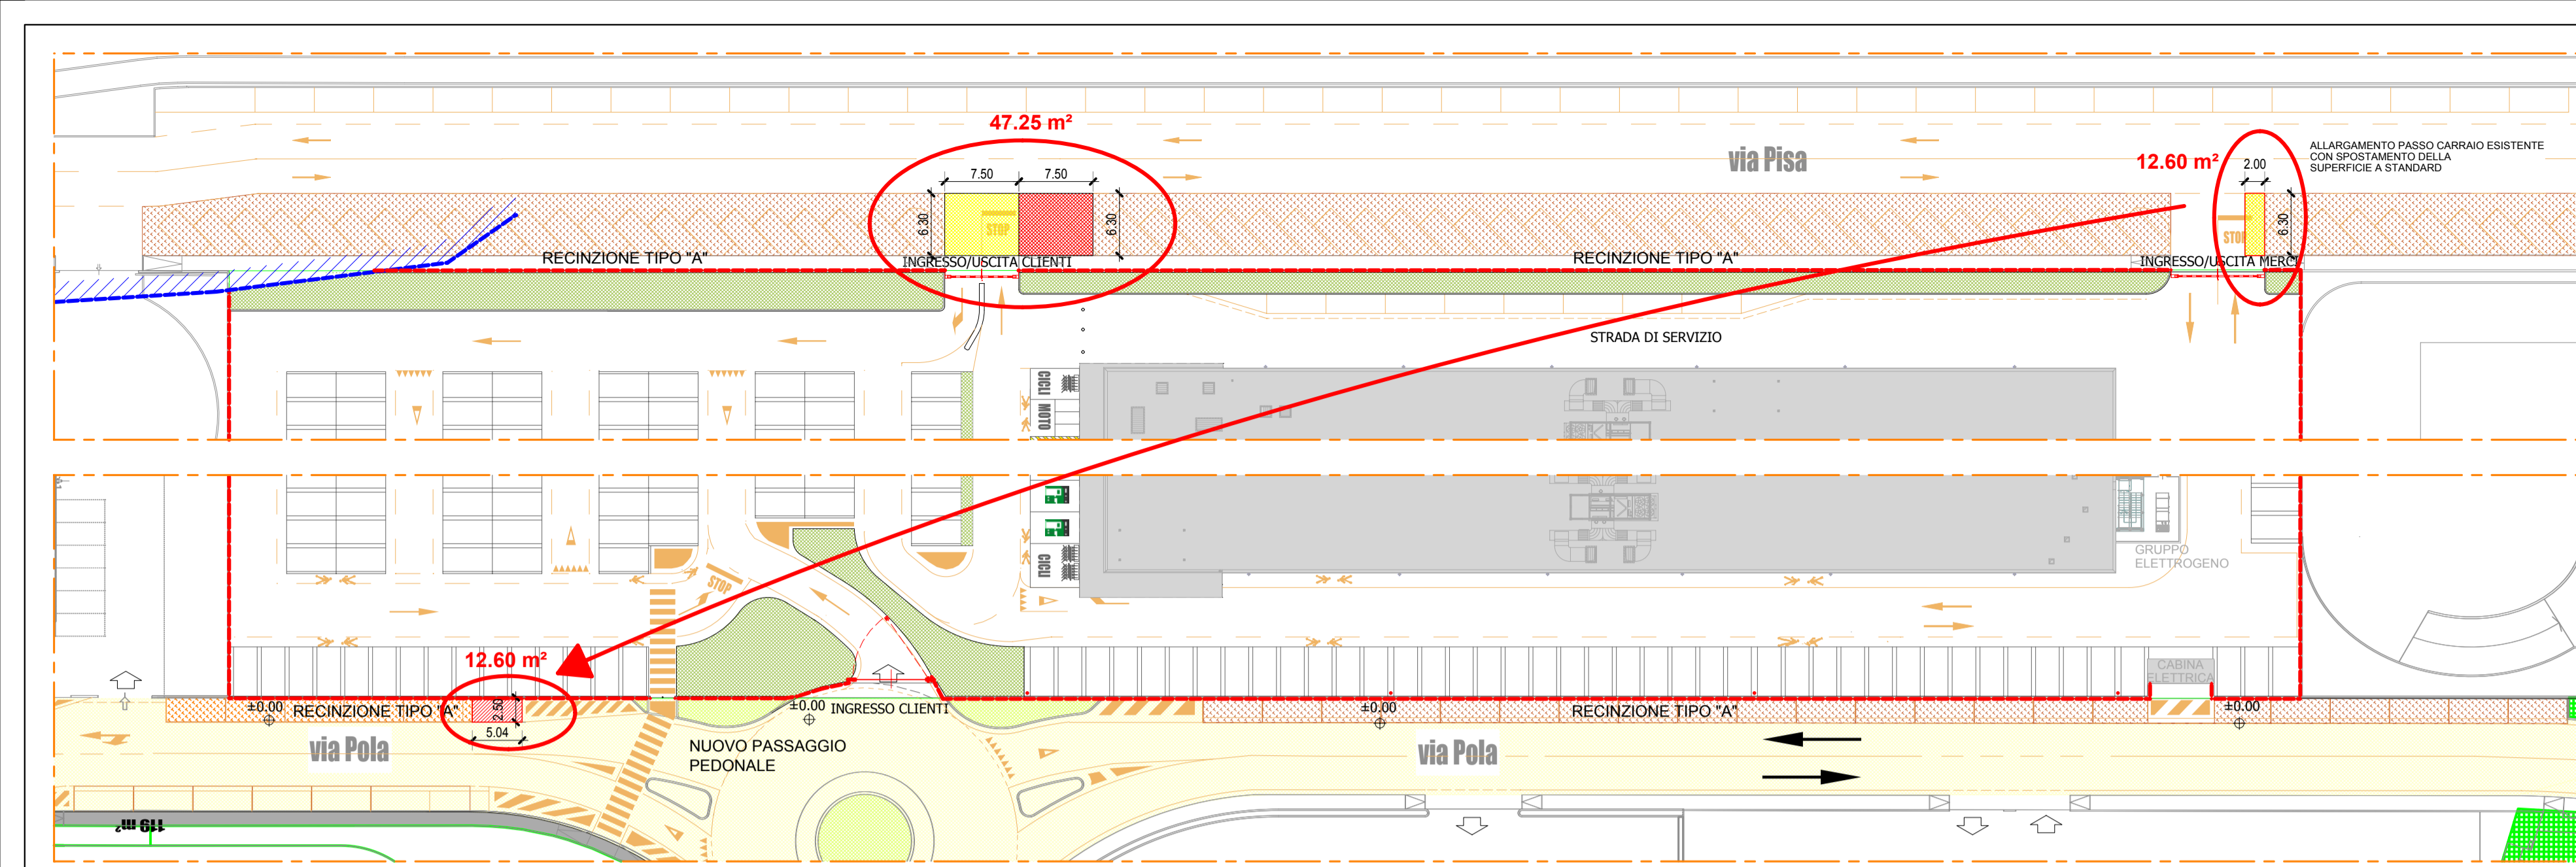 47.25 m²
7.50
7.50
6.30
STOP
6.30
via Pisa
12.60 m²
2.00
ALLARGAMENTO PASSO CARRAIO ESISTENTE
CON SPOSTAMENTO DELLA
SUPERFICIE A STANDARD
STOP
6.30
RECINZIONE TIPO "A"
INGRESSO/USCITA CLIENTI
RECINZIONE TIPO "A"
INGRESSO/USCITA MERCI
STRADA DI SERVIZIO
CICLI
MOTO
CICLI
GRUPPO
ELETTROGENO
STOP
12.60 m²
CABINA
ELETTRICA
±0.00
RECINZIONE TIPO "A"
2.50
5.04
±0.00
INGRESSO CLIENTI
±0.00
RECINZIONE TIPO "A"
±0.00
via Pola
NUOVO PASSAGGIO
PEDONALE
via Pola
119 m²